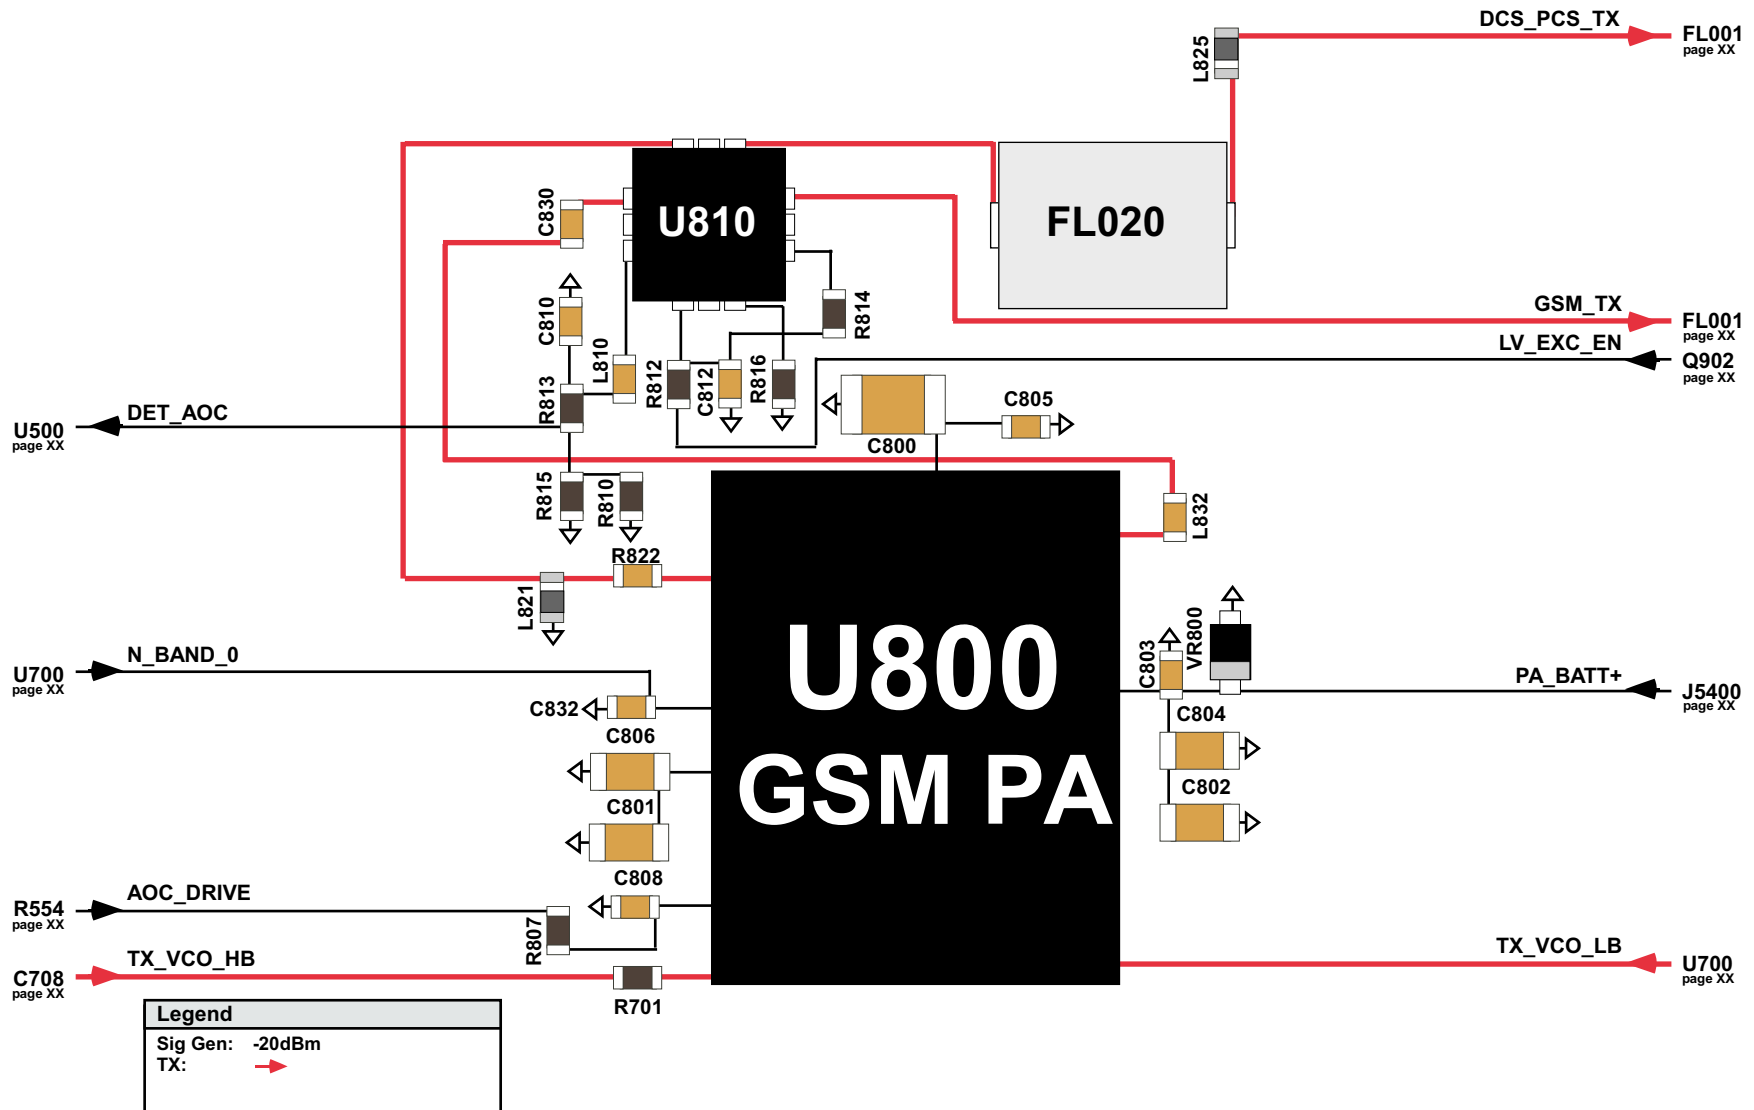 DCS_PCS_TX
FL001
page XX
L825
C830
U810
FL020
C810
R814
GSM_TX
FL001
page XX
LV_EXC_EN
Q902
page XX
L810
R813
R812
C812
R816
DET_AOC
U500
page XX
C805
C800
R815
R810
L832
R822
L821
N_BAND_0
U700
page XX
U800
GSM PA
C803
VR800
PA_BATT+
J5400
page XX
C832
C806
C804
C801
C802
C808
AOC_DRIVE
R554
page XX
R807
TX_VCO_HB
C708
page XX
R701
TX_VCO_LB
U700
page XX
Legend
Sig Gen: -20dBm
TX: